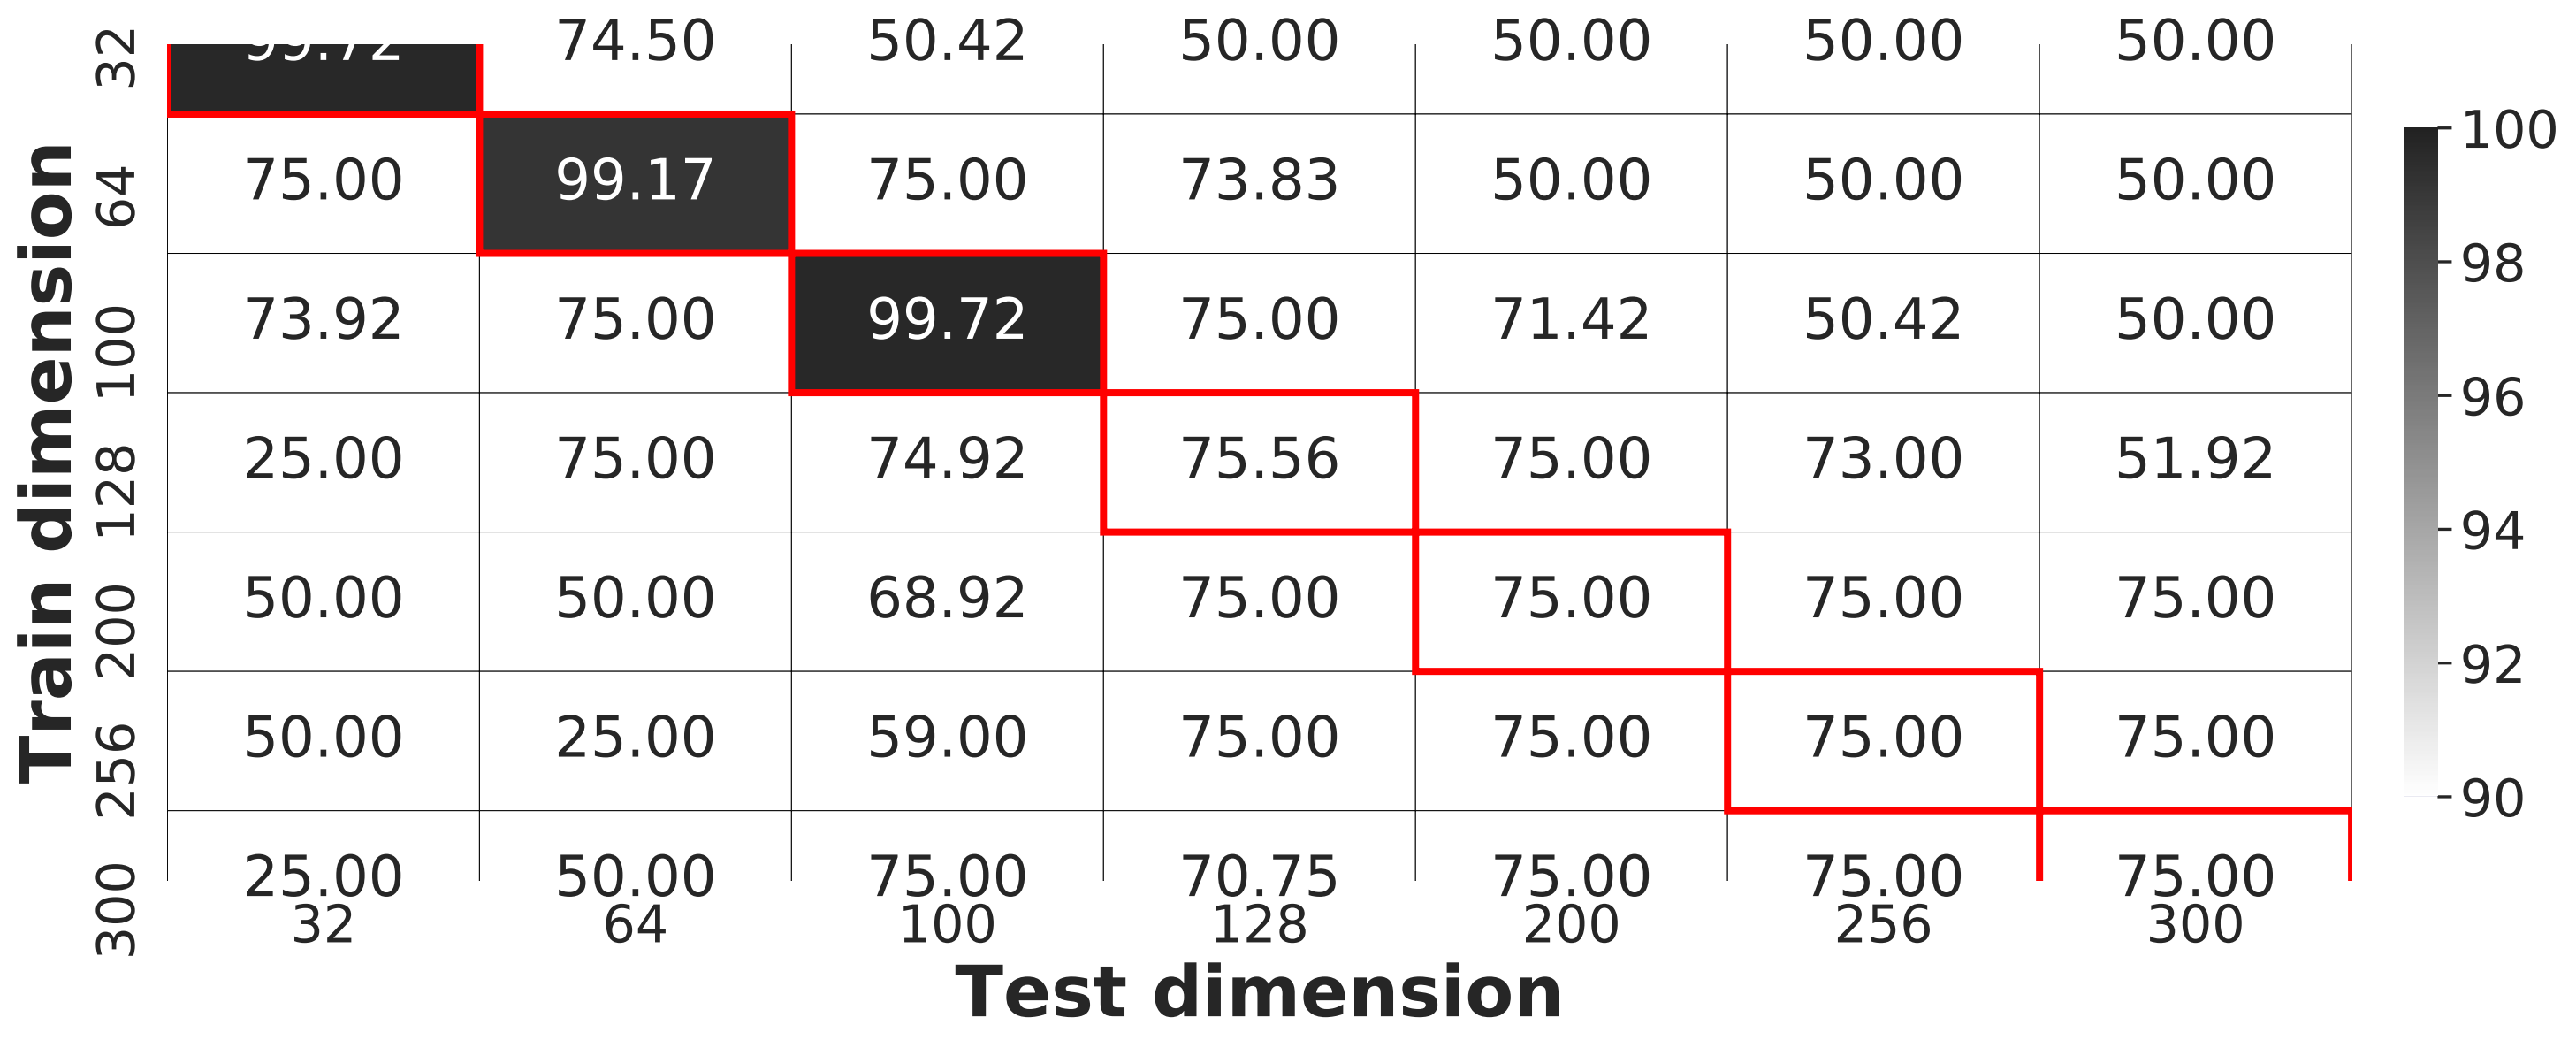 32 99.72 74.50 50.42 50.00 50.00 50.00 50.00
64 75.00 99.17 75.00 73.83 50.00 50.00 50.00
100 73.92 75.00 99.72 75.00 71.42 50.42 50.00
128 25.00 75.00 74.92 75.56 75.00 73.00 51.92
200 50.00 50.00 68.92 75.00 75.00 75.00 75.00
256 50.00 25.00 59.00 75.00 75.00 75.00 75.00
300 25.00 50.00 75.00 70.75 75.00 75.00 75.00
32 64 100 128 200 256 300
Train dimension
Test dimension
100
98
96
94
92
90